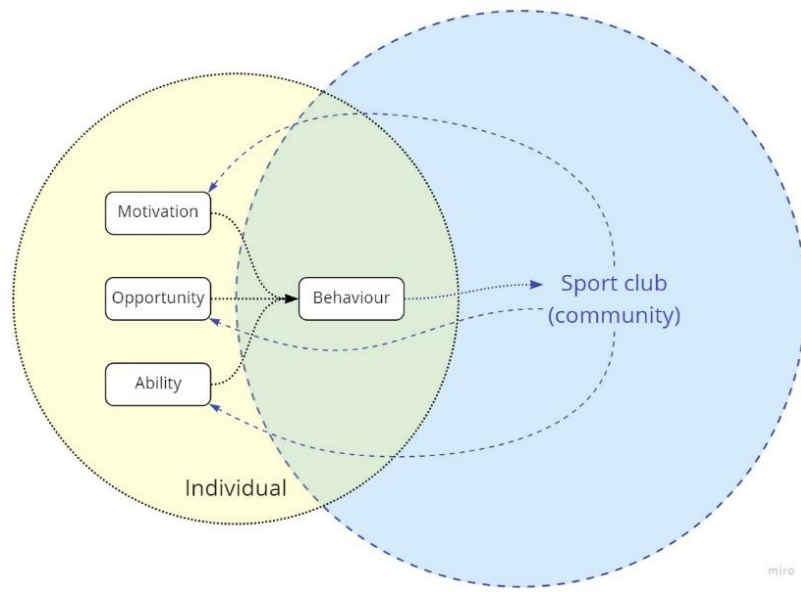 Motivation
Opportunity
Behaviour
Sport club
(community)
Ability
Individual
miro